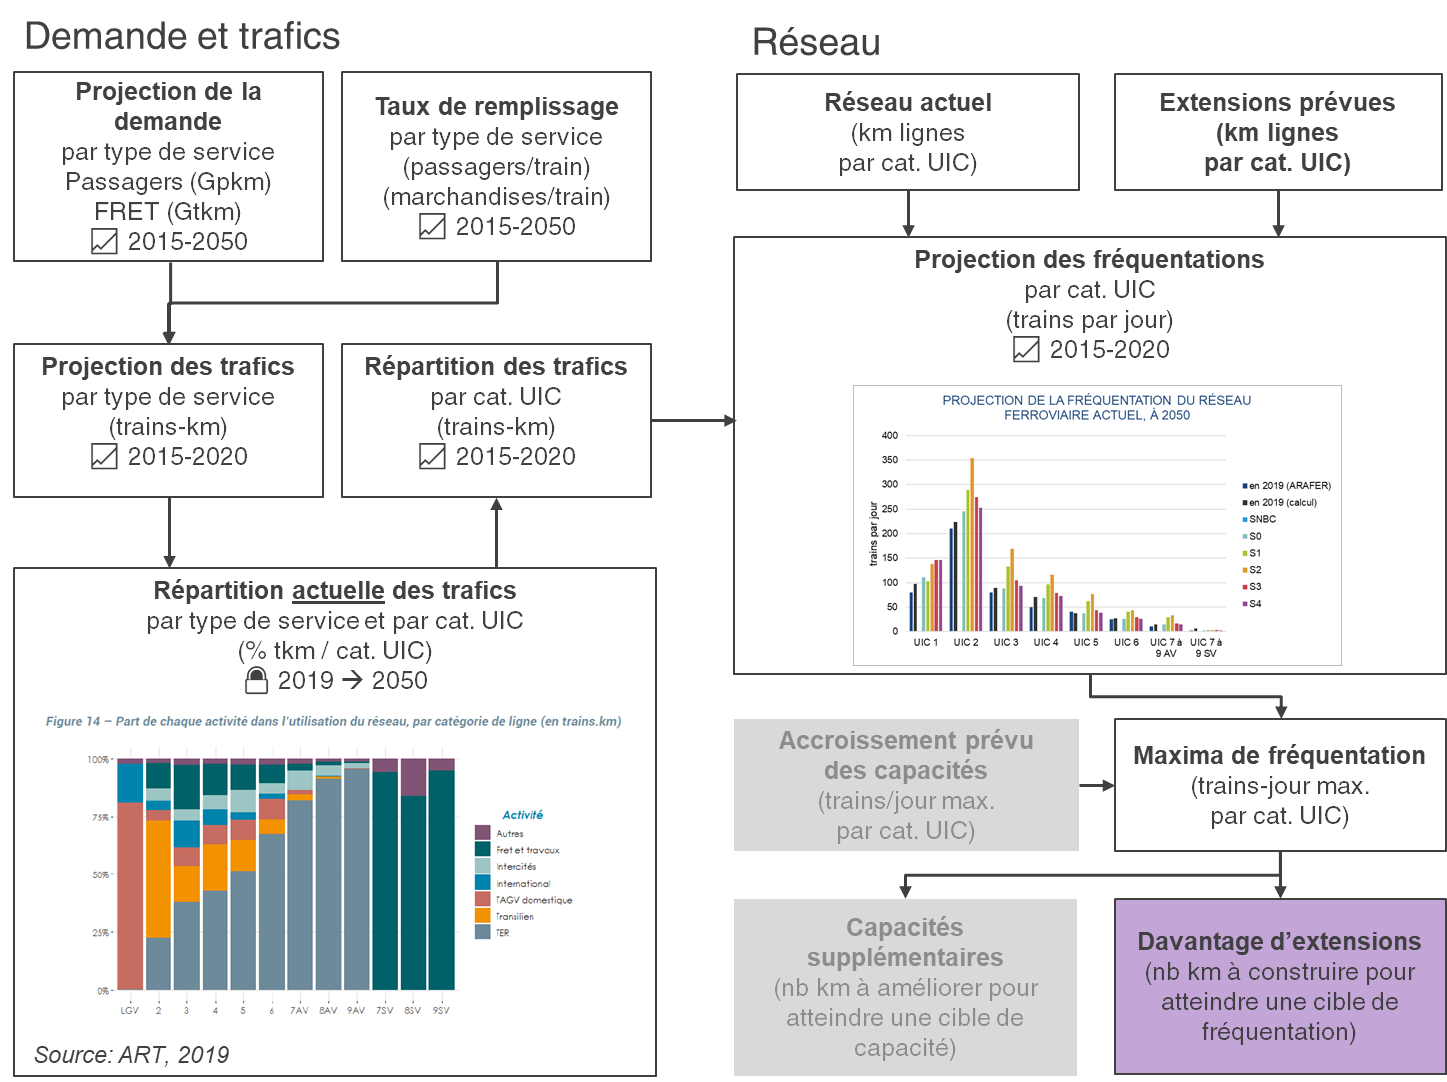 Demande et trafics
Projection de la
demande
par type de service
Passagers (Gpkm)
FRET (Gtkm)
2015-2050
Taux de remplissage
par type de service
(passagers/train)
(marchandises/train)
2015-2050
Projection des trafics
par type de service
(trains-km)
2015-2020
Répartition des trafics
par cat. UIC
(trains-km)
2015-2020
Répartition actuelle des trafics
par type de service et par cat. UIC
(% tkm / cat. UIC)
2019 → 2050
Figure 14 – Part de chaque activité dans l'utilisation du réseau, par catégorie de ligne (en trains.km)
100%
75%
50%
25%
0%
LGV 2 3 4 5 6 7AV 8AV 9AV 7SV 8SV 9SV
Activité
Autres
Fret et travaux
Intercités
International
TAGV domestique
Transilien
TER
Source: ART, 2019
Réseau
Réseau actuel
(km lignes
par cat. UIC)
Extensions prévues
(km lignes
par cat. UIC)
Projection des fréquentations
par cat. UIC
(trains par jour)
2015-2020
PROJECTION DE LA FRÉQUENTATION DU RÉSEAU
FERROVIAIRE ACTUEL, À 2050
trains par jour
400
350
300
250
200
150
100
50
0
UIC 1 UIC 2 UIC 3 UIC 4 UIC 5 UIC 6 UIC 7 à UIC 7 à
9 AV 9 SV
en 2019 (ARAFER)
en 2019 (calcul)
SNBC
S0
S1
S2
S3
S4
Accroissement prévu
des capacités
(trains/jour max.
par cat. UIC)
Maxima de fréquentation
(trains-jour max.
par cat. UIC)
Capacités
supplémentaires
(nb km à améliorer pour
atteindre une cible de
capacité)
Davantage d'extensions
(nb km à construire pour
atteindre une cible de
fréquentation)